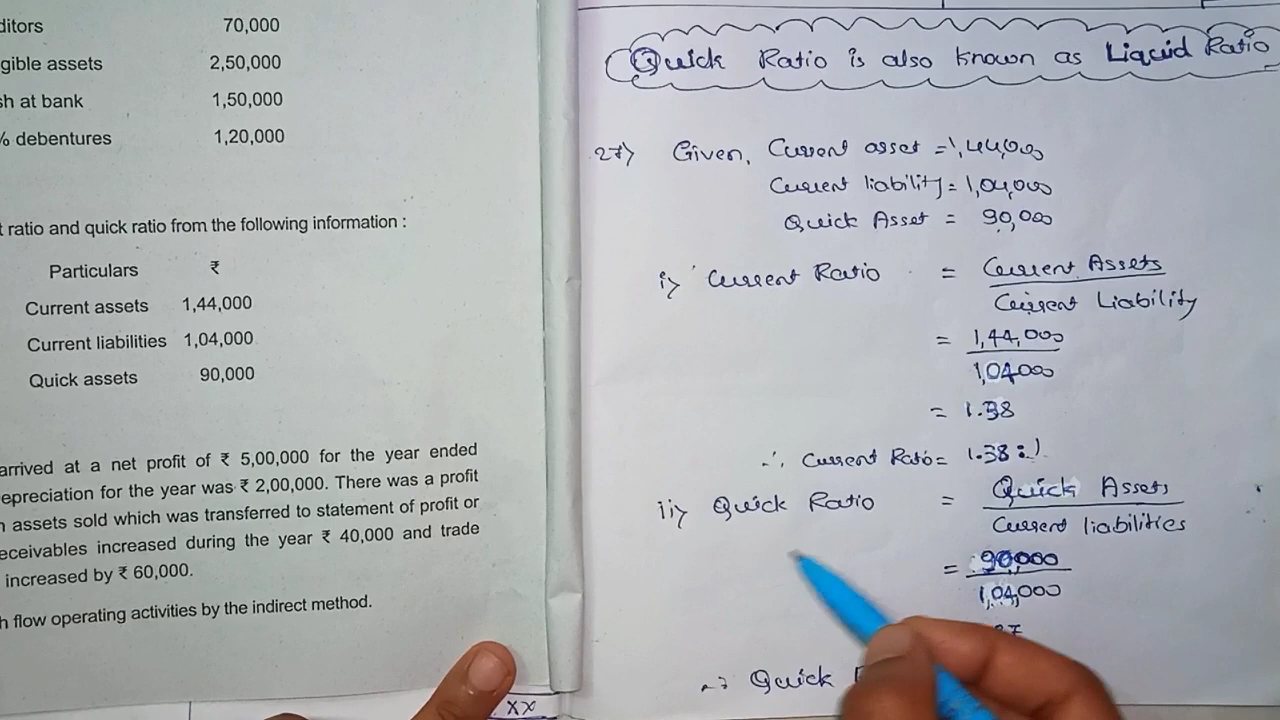 ditors 70,000
gible assets 2,50,000
sh at bank 1,50,000
% debentures 1,20,000
t ratio and quick ratio from the following information :
Particulars ₹
Current assets 1,44,000
Current liabilities 1,04,000
Quick assets 90,000
arrived at a net profit of ₹ 5,00,000 for the year ended
epreciation for the year was ₹ 2,00,000. There was a profit
n assets sold which was transferred to statement of profit or
eceivables increased during the year ₹ 40,000 and trade
increased by ₹ 60,000.
h flow operating activities by the indirect method.
XX
Quick Ratio is also known as Liquid Ratio
27) Given, Current asset = 1,44,000
Current liability = 1,04,000
Quick Asset = 90,000
i) Current Ratio = Current Assets
Current Liability
= 1,44,000
1,04000
= 1.38
∴ Current Ratio = 1.38:1
ii) Quick Ratio = Quick Assets
Current liabilities
= 90,000
1,04,000
∴ Quick